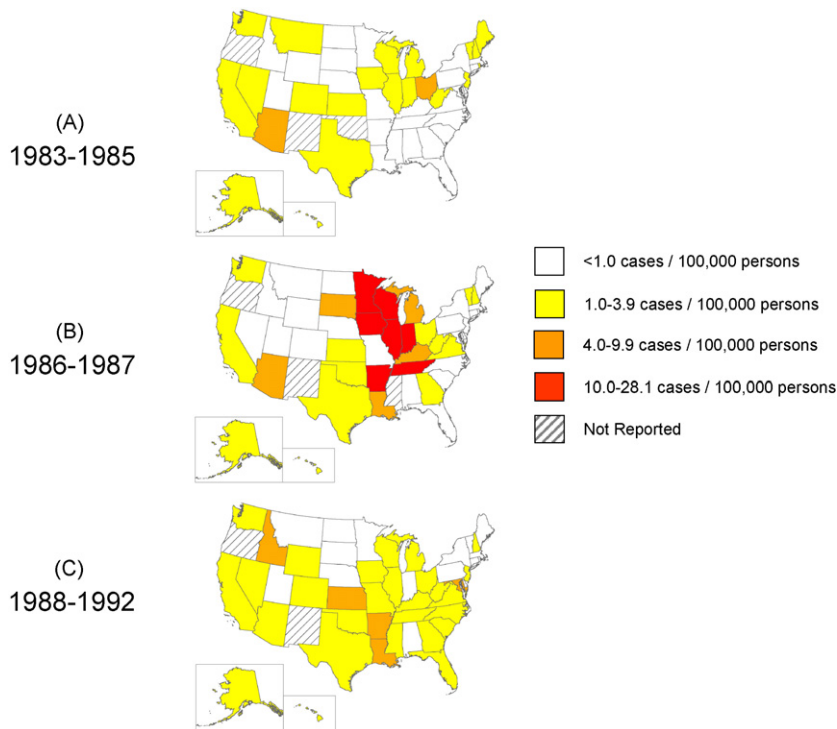 (A)
1983-1985
(B)
1986-1987
(C)
1988-1992
<1.0 cases / 100,000 persons
1.0-3.9 cases / 100,000 persons
4.0-9.9 cases / 100,000 persons
10.0-28.1 cases / 100,000 persons
Not Reported